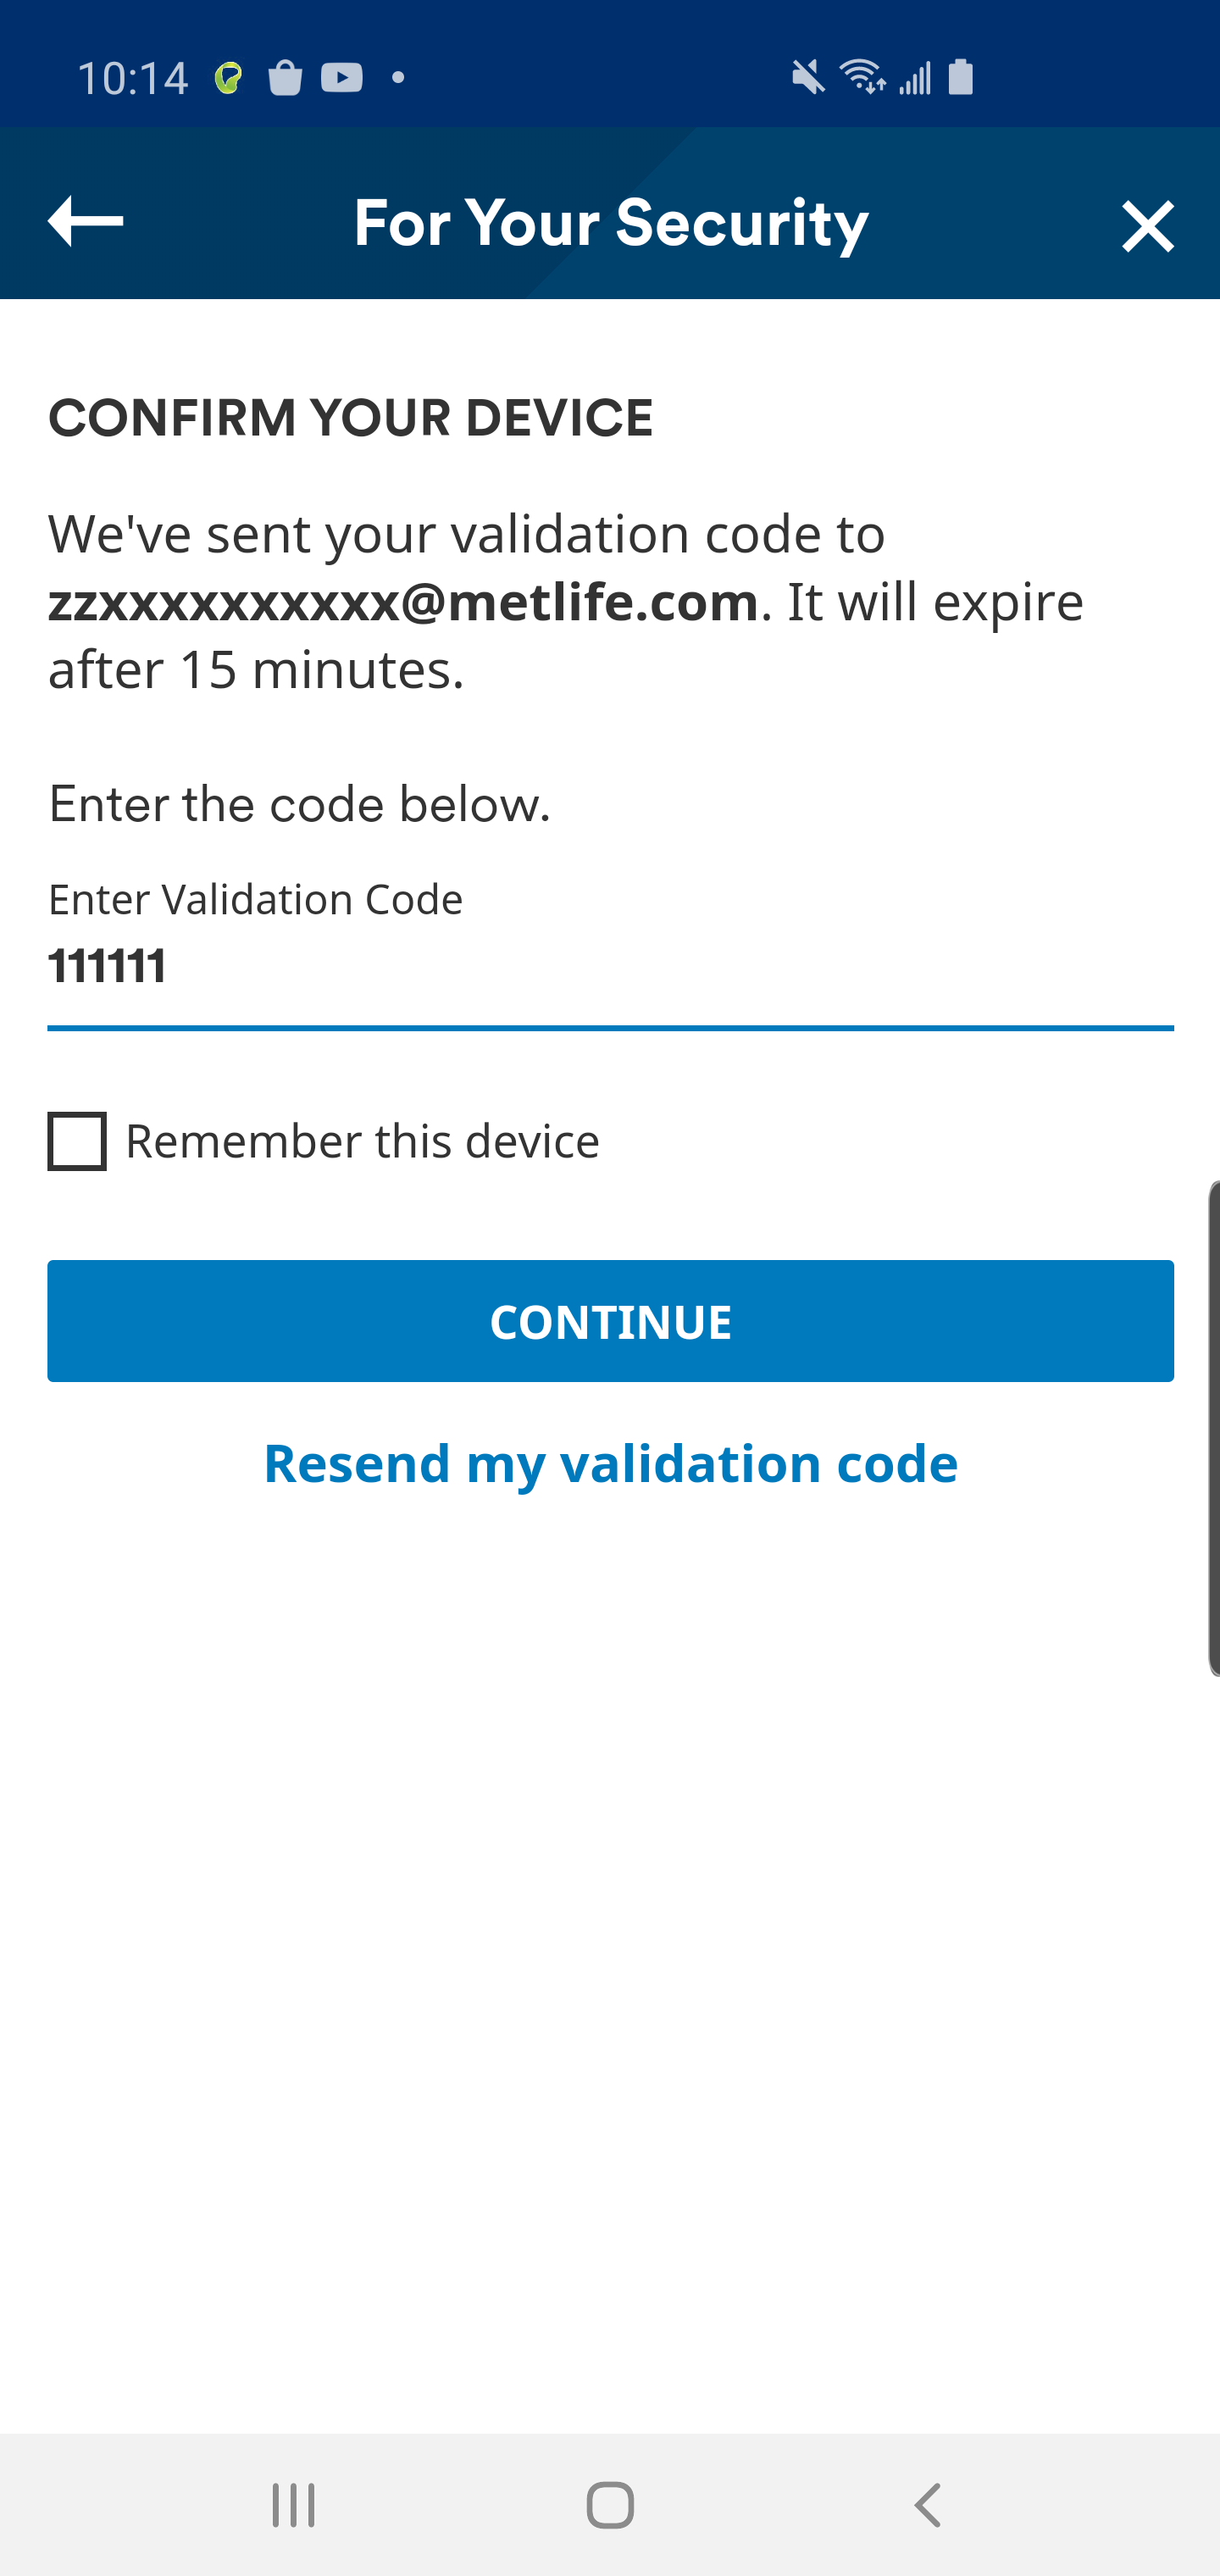 10:14
For Your Security
CONFIRM YOUR DEVICE
We've sent your validation code to
zzxxxxxxxxxx@metlife.com. It will expire
after 15 minutes.
Enter the code below.
Enter Validation Code
111111
Remember this device
CONTINUE
Resend my validation code